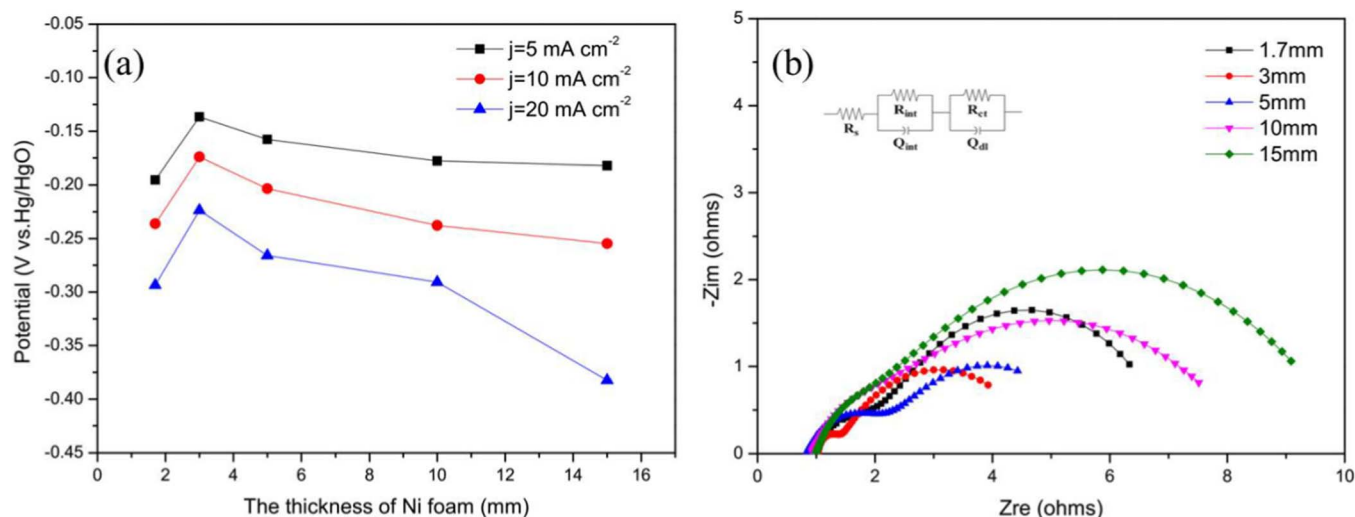 (a)
j=5 mA cm⁻²
j=10 mA cm⁻²
j=20 mA cm⁻²
-0.05
-0.10
-0.15
-0.20
-0.25
-0.30
-0.35
-0.40
-0.45
Potential (V vs.Hg/HgO)
0 2 4 6 8 10 12 14 16
The thickness of Ni foam (mm)
(b)
1.7mm
3mm
5mm
10mm
15mm
Rint
Rct
Rs
Qint
Qdl
-5
4
3
2
1
0
-Zim (ohms)
0 2 4 6 8 10
Zre (ohms)